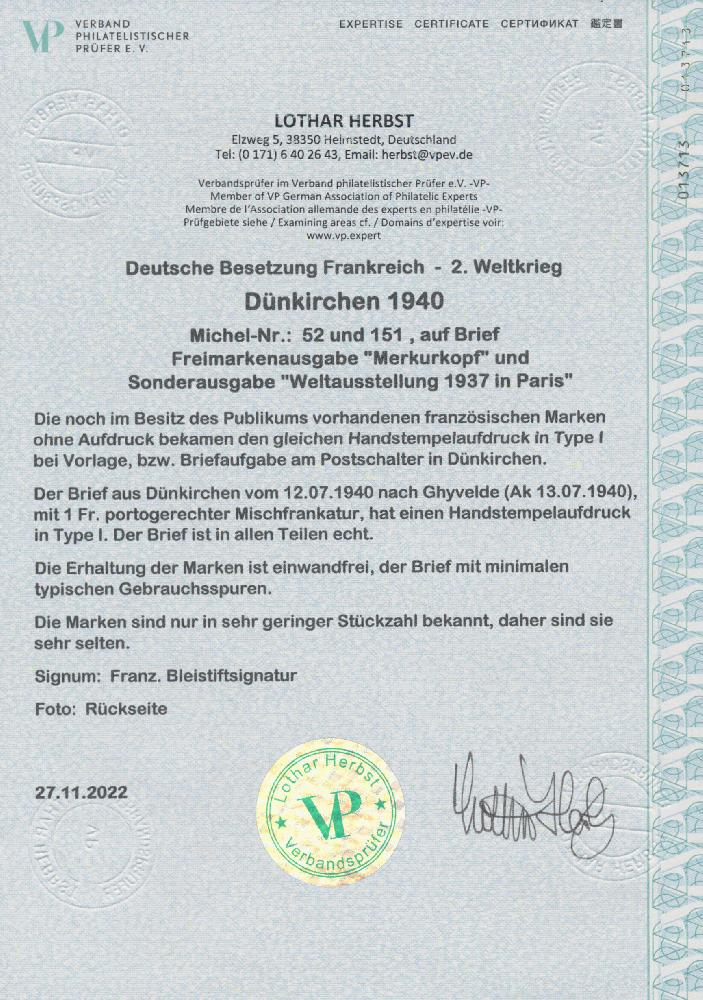 VP
VERBAND
PHILATELISTISCHER
PRÜFER E. V.
EXPERTISE CERTIFICATE СЕРТИФИКАТ 鑑定書
013713
013713
LOTHAR HERBST
Elzweg 5, 38350 Helmstedt, Deutschland
Tel: (0 171) 6 40 26 43, Email: herbst@vpev.de
Verbandsprüfer im Verband philatelistischer Prüfer e.V. -VP-
Member of VP German Association of Philatelic Experts
Membre de l'Association allemande des experts en philatélie -VP-
Prüfgebiete siehe / Examining areas cf. / Domains d'expertise voir:
www.vp.expert
Deutsche Besetzung Frankreich - 2. Weltkrieg
Dünkirchen 1940
Michel-Nr.: 52 und 151 , auf Brief
Freimarkenausgabe "Merkurkopf" und
Sonderausgabe "Weltausstellung 1937 in Paris"
Die noch im Besitz des Publikums vorhandenen französischen Marken
ohne Aufdruck bekamen den gleichen Handstempelaufdruck in Type I
bei Vorlage, bzw. Briefaufgabe am Postschalter in Dünkirchen.
Der Brief aus Dünkirchen vom 12.07.1940 nach Ghyvelde (Ak 13.07.1940),
mit 1 Fr. portogerechter Mischfrankatur, hat einen Handstempelaufdruck
in Type I. Der Brief ist in allen Teilen echt.
Die Erhaltung der Marken ist einwandfrei, der Brief mit minimalen
typischen Gebrauchsspuren.
Die Marken sind nur in sehr geringer Stückzahl bekannt, daher sind sie
sehr selten.
Signum: Franz. Bleistiftsignatur
Foto: Rückseite
27.11.2022
Lothar Herbst
VP
Verbandsprüfer